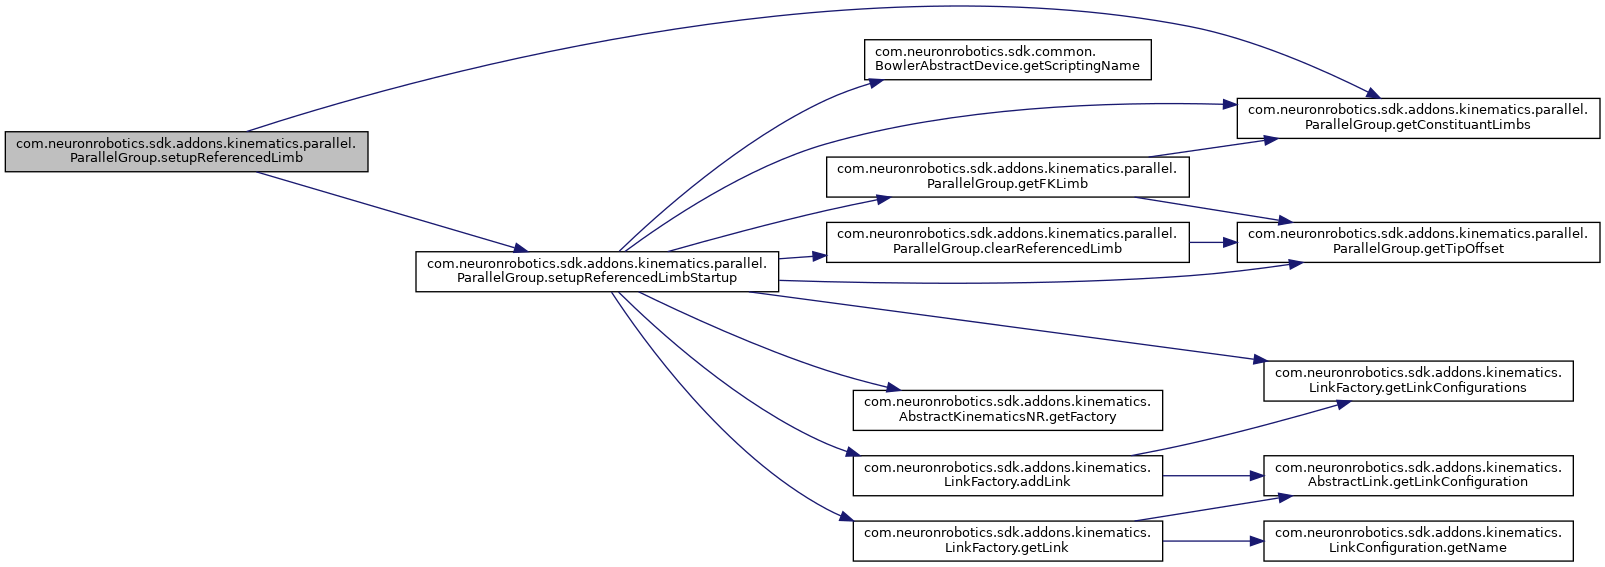 com.neuronrobotics.sdk.addons.kinematics.parallel.
ParallelGroup.setupReferencedLimb
com.neuronrobotics.sdk.addons.kinematics.parallel.
ParallelGroup.setupReferencedLimbStartup
com.neuronrobotics.sdk.common.
BowlerAbstractDevice.getScriptingName
com.neuronrobotics.sdk.addons.kinematics.parallel.
ParallelGroup.getFKLimb
com.neuronrobotics.sdk.addons.kinematics.parallel.
ParallelGroup.clearReferencedLimb
com.neuronrobotics.sdk.addons.kinematics.
AbstractKinematicsNR.getFactory
com.neuronrobotics.sdk.addons.kinematics.
LinkFactory.addLink
com.neuronrobotics.sdk.addons.kinematics.
LinkFactory.getLink
com.neuronrobotics.sdk.addons.kinematics.parallel.
ParallelGroup.getConstituantLimbs
com.neuronrobotics.sdk.addons.kinematics.parallel.
ParallelGroup.getTipOffset
com.neuronrobotics.sdk.addons.kinematics.
LinkFactory.getLinkConfigurations
com.neuronrobotics.sdk.addons.kinematics.
AbstractLink.getLinkConfiguration
com.neuronrobotics.sdk.addons.kinematics.
LinkConfiguration.getName